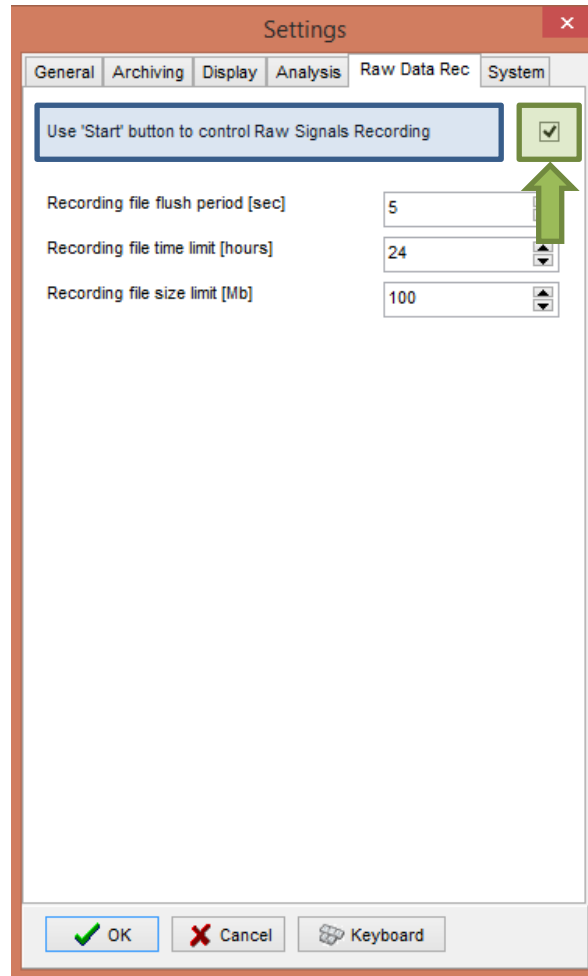 Settings
General Archiving Display Analysis Raw Data Rec System
Use 'Start' button to control Raw Signals Recording
Recording file flush period [sec] 5
Recording file time limit [hours] 24
Recording file size limit [Mb] 100
OK Cancel Keyboard